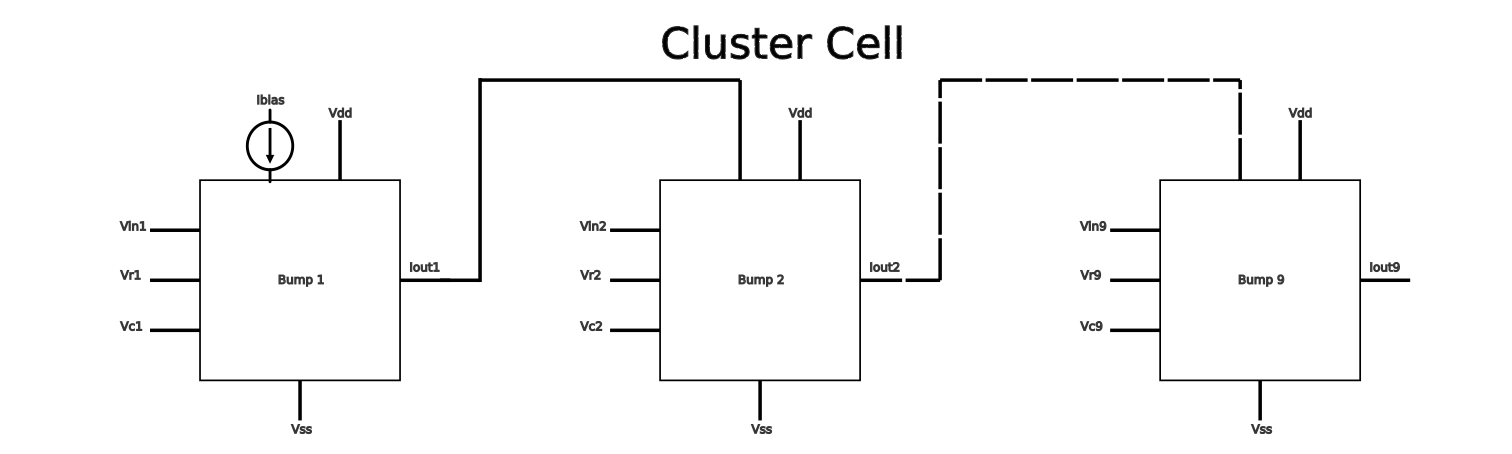 Cluster Cell
Ibias
Vdd
Vdd
Vdd
Vin1
Vin2
Vin9
Vr1
Bump 1
Iout1
Vr2
Bump 2
Iout2
Vr9
Bump 9
Iout9
Vc1
Vc2
Vc9
Vss
Vss
Vss